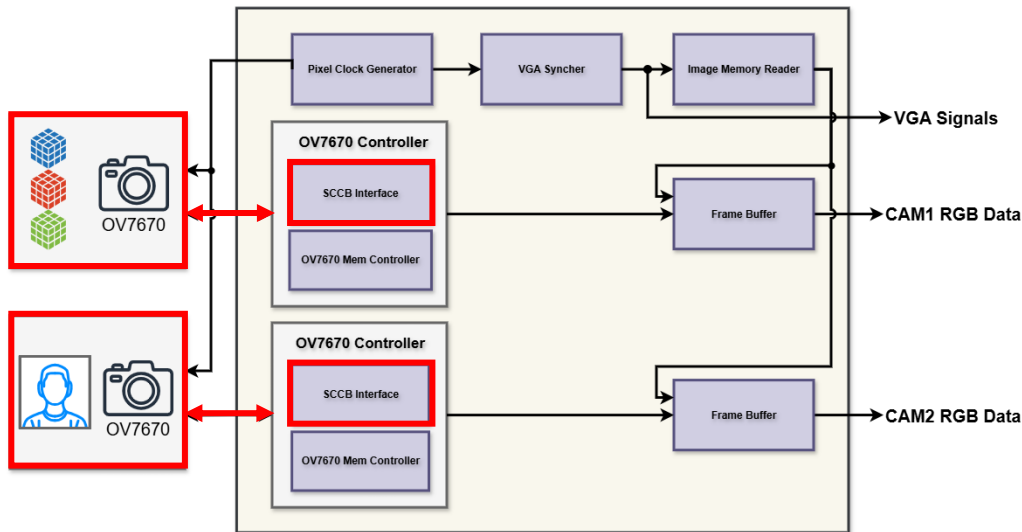 Pixel Clock Generator
VGA Syncher
Image Memory Reader
VGA Signals
OV7670 Controller
SCCB Interface
OV7670 Mem Controller
OV7670
Frame Buffer
CAM1 RGB Data
OV7670 Controller
SCCB Interface
OV7670 Mem Controller
OV7670
Frame Buffer
CAM2 RGB Data